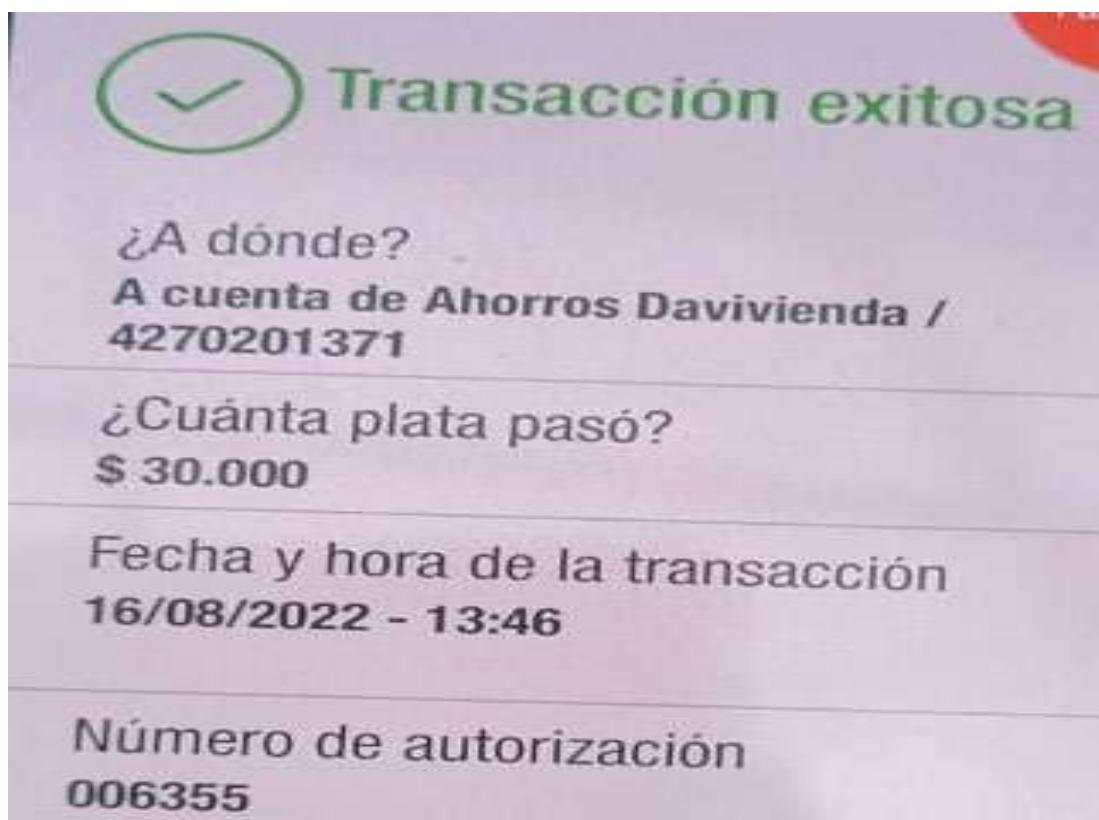 Transacción exitosa
¿A dónde?
A cuenta de Ahorros Davivienda /
4270201371
¿Cuánta plata pasó?
$ 30.000
Fecha y hora de la transacción
16/08/2022 - 13:46
Número de autorización
006355